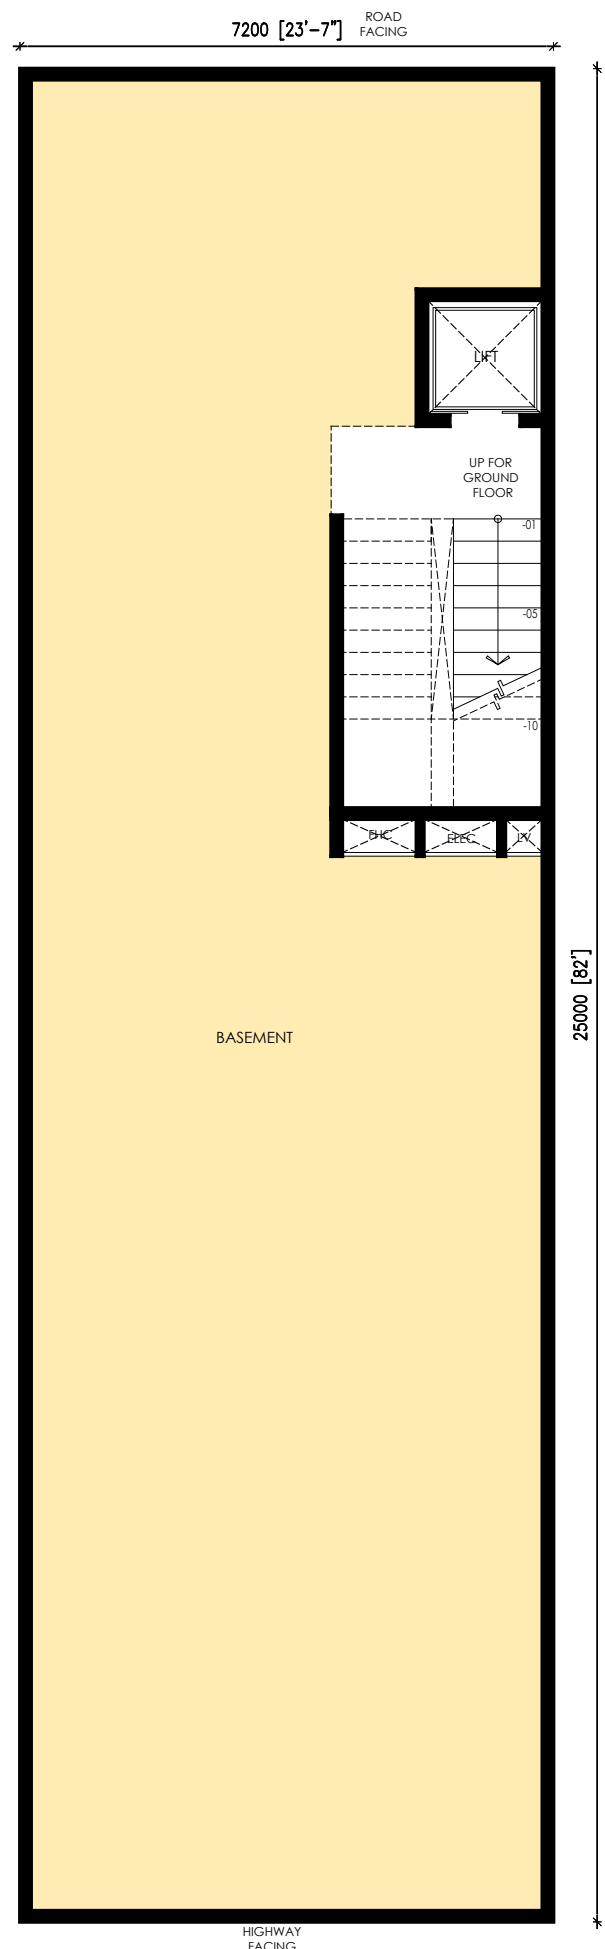 7200 [23'-7"]
ROAD
FACING
LIFT
UP FOR
GROUND
FLOOR
-01
-05
-10
FHC
ELEC
LV
25000 [82']
BASEMENT
HIGHWAY
FACING